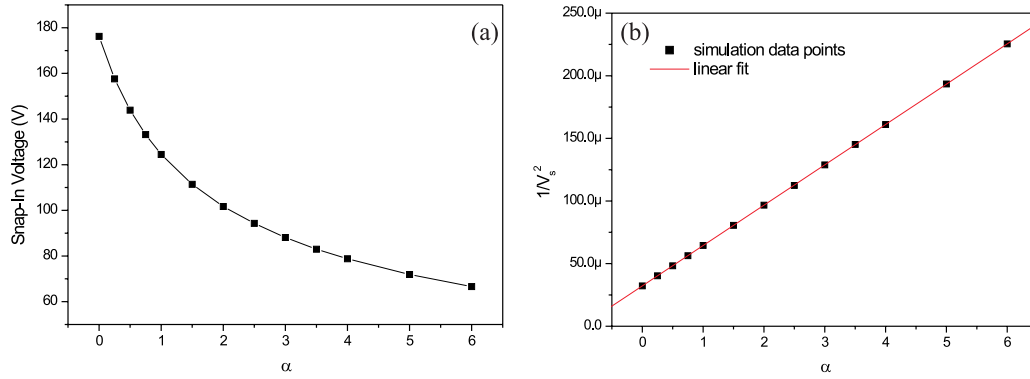 (a)
Snap-In Voltage (V)
180
160
140
120
100
80
60
0 1 2 3 4 5 6
α
(b)
simulation data points
linear fit
1/Vₛ²
250.0µ
200.0µ
150.0µ
100.0µ
50.0µ
0.0
0 1 2 3 4 5 6
α